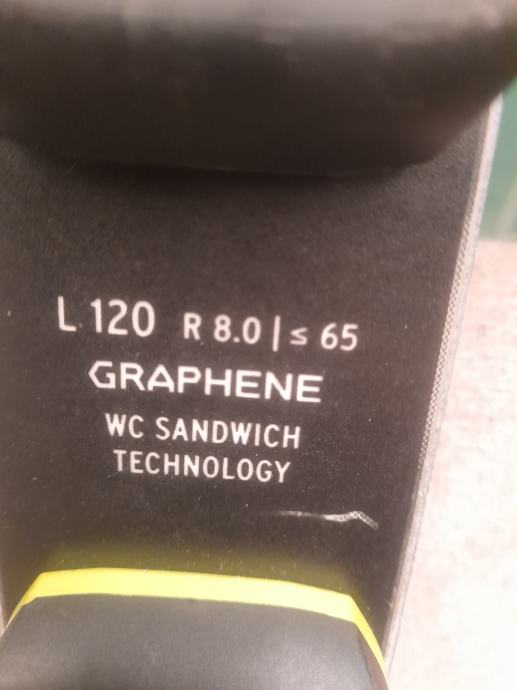 L 120 R 8.0 | ≤ 65
GRAPHENE
WC SANDWICH
TECHNOLOGY